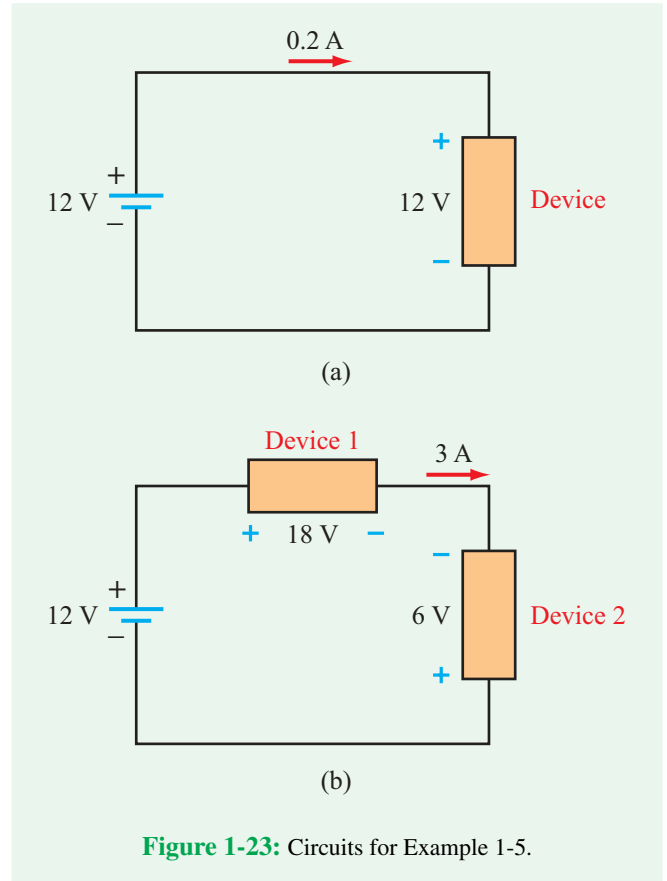 0.2 A
+
12 V
−
+
12 V
−
Device
(a)
Device 1
3 A
+ 18 V −
+
12 V
−
−
6 V
+
Device 2
(b)
Figure 1-23: Circuits for Example 1-5.